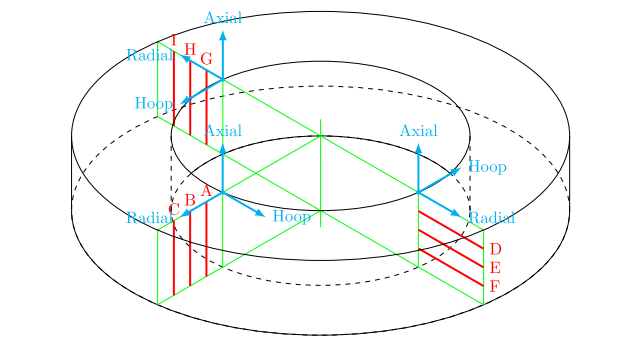 Axial
I
H
Radial
G
Hoop
Axial
Axial
Hoop
A
B
C
Radial
Hoop
Radial
D
E
F